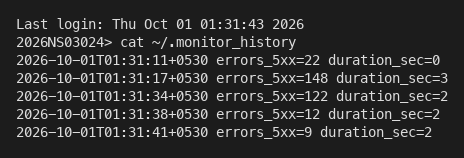 Last login: Thu Oct 01 01:31:43 2026
2026NS03024> cat ~/.monitor_history
2026-10-01T01:31:11+0530 errors_5xx=22 duration_sec=0
2026-10-01T01:31:17+0530 errors_5xx=148 duration_sec=3
2026-10-01T01:31:34+0530 errors_5xx=122 duration_sec=2
2026-10-01T01:31:38+0530 errors_5xx=12 duration_sec=2
2026-10-01T01:31:41+0530 errors_5xx=9 duration_sec=2